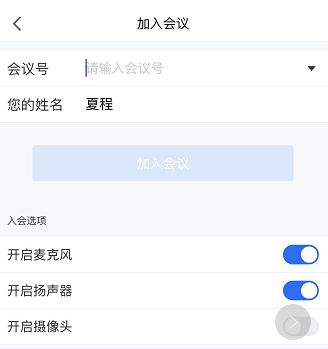 加入会议
会议号 请输入会议号
您的姓名 夏程
加入会议
入会选项
开启麦克风
开启扬声器
开启摄像头